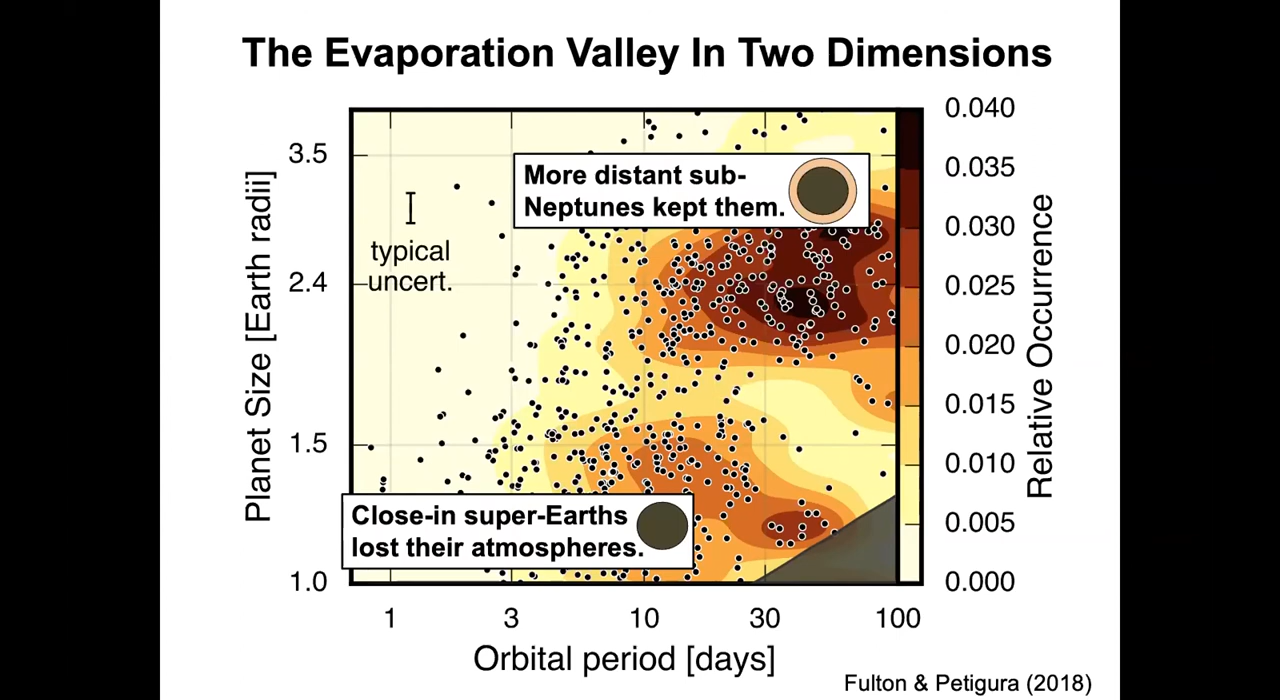 The Evaporation Valley In Two Dimensions
Planet Size [Earth radii]
3.5
2.4
1.5
1.0
typical
uncert.
More distant sub-
Neptunes kept them.
Close-in super-Earths
lost their atmospheres.
1 3 10 30 100
Orbital period [days]
0.040
0.035
0.030
0.025
0.020
0.015
0.010
0.005
0.000
Relative Occurrence
Fulton & Petigura (2018)